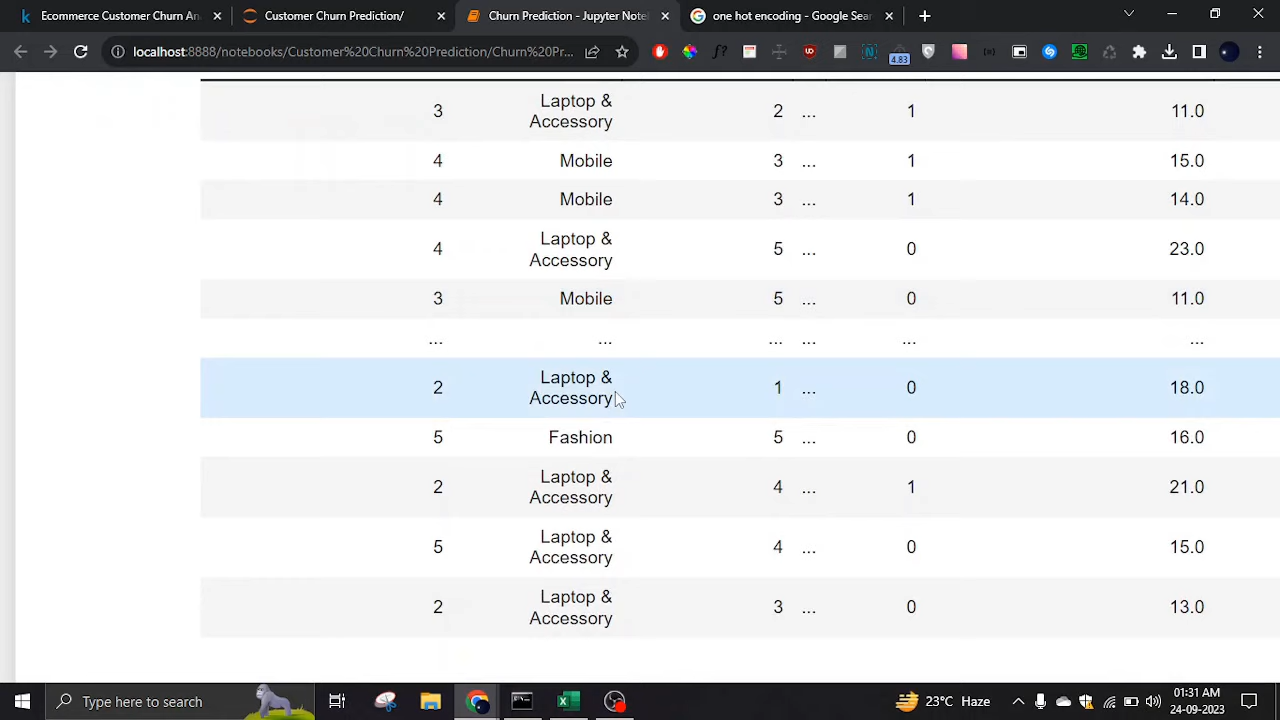 Ecommerce Customer Churn An
Customer Churn Prediction/
Churn Prediction - Jupyter Note
one hot encoding - Google Sear
localhost:8888/notebooks/Customer%20Churn%20Prediction/Churn%20Pr...
4.83
3 Laptop & 2 ... 1 11.0
Accessory
4 Mobile 3 ... 1 15.0
4 Mobile 3 ... 1 14.0
4 Laptop & 5 ... 0 23.0
Accessory
3 Mobile 5 ... 0 11.0
... ... ... ... ... ...
2 Laptop & 1 ... 0 18.0
Accessory
5 Fashion 5 ... 0 16.0
2 Laptop & 4 ... 1 21.0
Accessory
5 Laptop & 4 ... 0 15.0
Accessory
2 Laptop & 3 ... 0 13.0
Accessory
Type here to search
23°C Haze
01:31 AM
24-09-2023